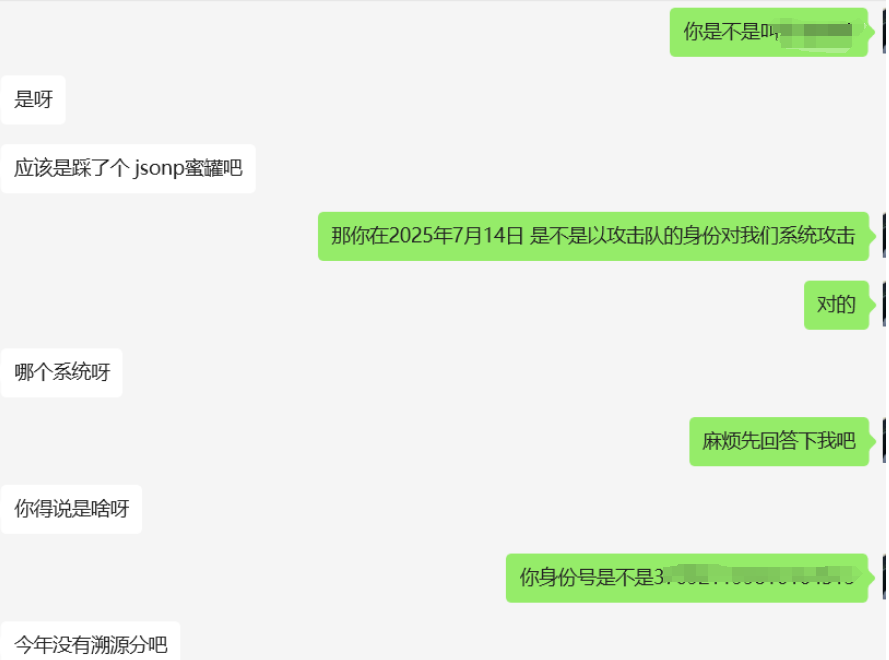 你是不是叫
是呀
应该是踩了个 jsonp蜜罐吧
那你在2025年7月14日 是不是以攻击队的身份对我们系统攻击
对的
哪个系统呀
麻烦先回答下我吧
你得说是啥呀
你身份号是不是3
今年没有溯源分吧